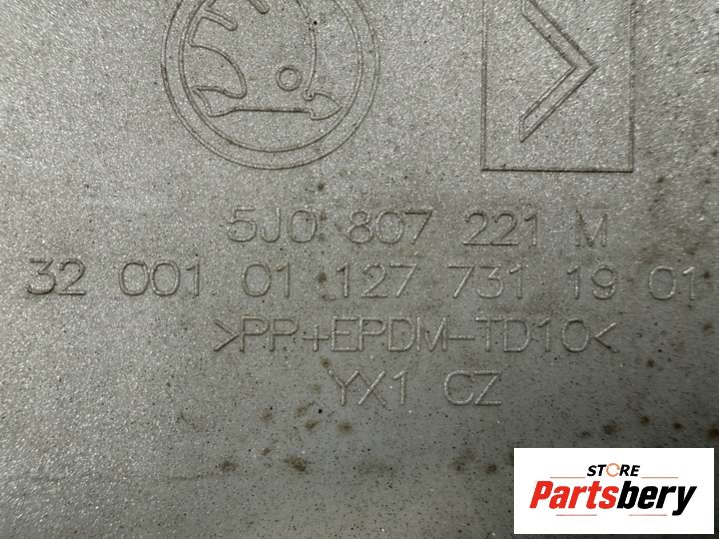 5J0 807 221 M
32 001 01 127 731 19 01
>PP+EPDM-TD10<
YX1 CZ
STORE
Partsbery